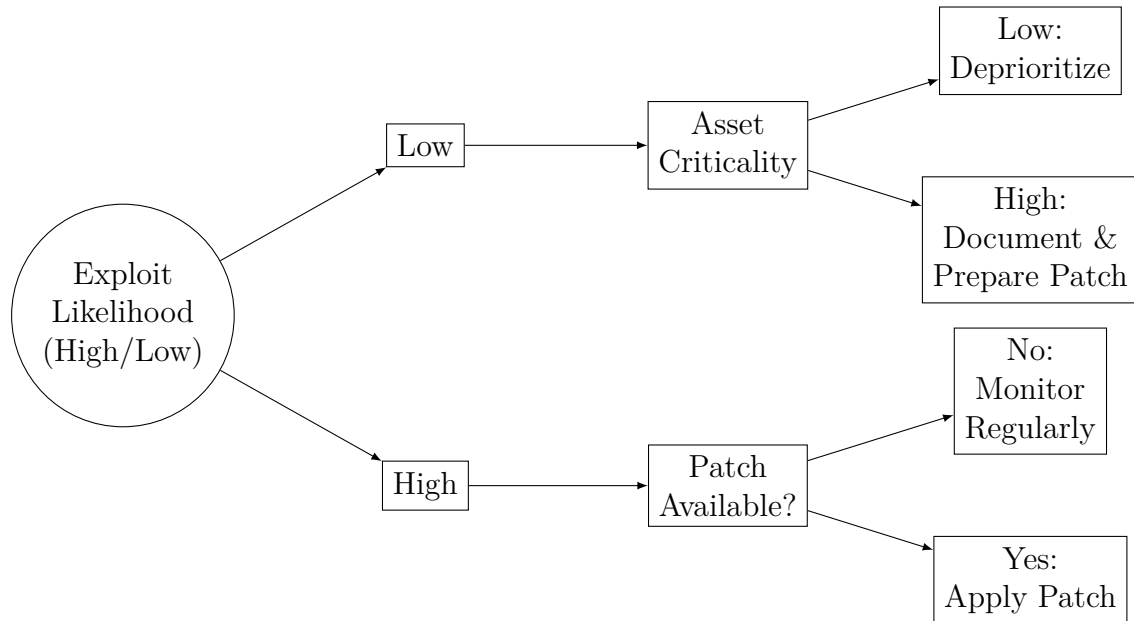 Exploit
Likelihood
(High/Low)
Low
Asset
Criticality
Low:
Deprioritize
High:
Document &
Prepare Patch
High
Patch
Available?
No:
Monitor
Regularly
Yes:
Apply Patch